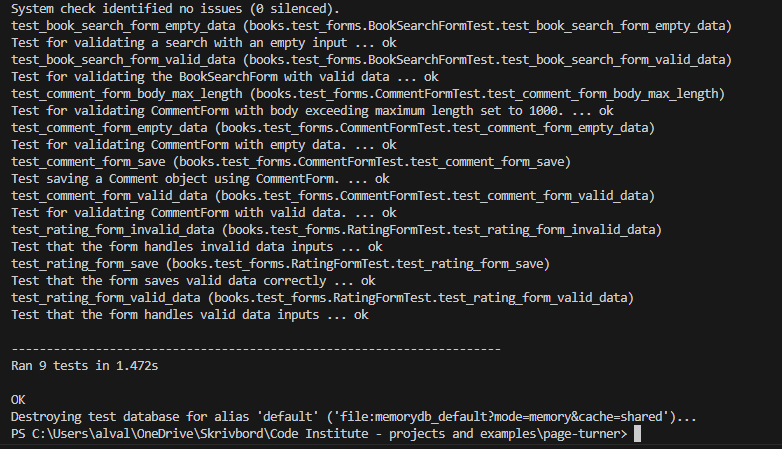 System check identified no issues (0 silenced).
test_book_search_form_empty_data (books.test_forms.BookSearchFormTest.test_book_search_form_empty_data)
Test for validating a search with an empty input ... ok
test_book_search_form_valid_data (books.test_forms.BookSearchFormTest.test_book_search_form_valid_data)
Test for validating the BookSearchForm with valid data ... ok
test_comment_form_body_max_length (books.test_forms.CommentFormTest.test_comment_form_body_max_length)
Test for validating CommentForm with body exceeding maximum length set to 1000. ... ok
test_comment_form_empty_data (books.test_forms.CommentFormTest.test_comment_form_empty_data)
Test for validating CommentForm with empty data. ... ok
test_comment_form_save (books.test_forms.CommentFormTest.test_comment_form_save)
Test saving a Comment object using CommentForm. ... ok
test_comment_form_valid_data (books.test_forms.CommentFormTest.test_comment_form_valid_data)
Test for validating CommentForm with valid data. ... ok
test_rating_form_invalid_data (books.test_forms.RatingFormTest.test_rating_form_invalid_data)
Test that the form handles invalid data inputs ... ok
test_rating_form_save (books.test_forms.RatingFormTest.test_rating_form_save)
Test that the form saves valid data correctly ... ok
test_rating_form_valid_data (books.test_forms.RatingFormTest.test_rating_form_valid_data)
Test that the form handles valid data inputs ... ok
----------------------------------------------------------------------
Ran 9 tests in 1.472s
OK
Destroying test database for alias 'default' ('file:memorydb_default?mode=memory&cache=shared')...
PS C:\Users\alval\OneDrive\Skrivbord\Code Institute - projects and examples\page-turner>